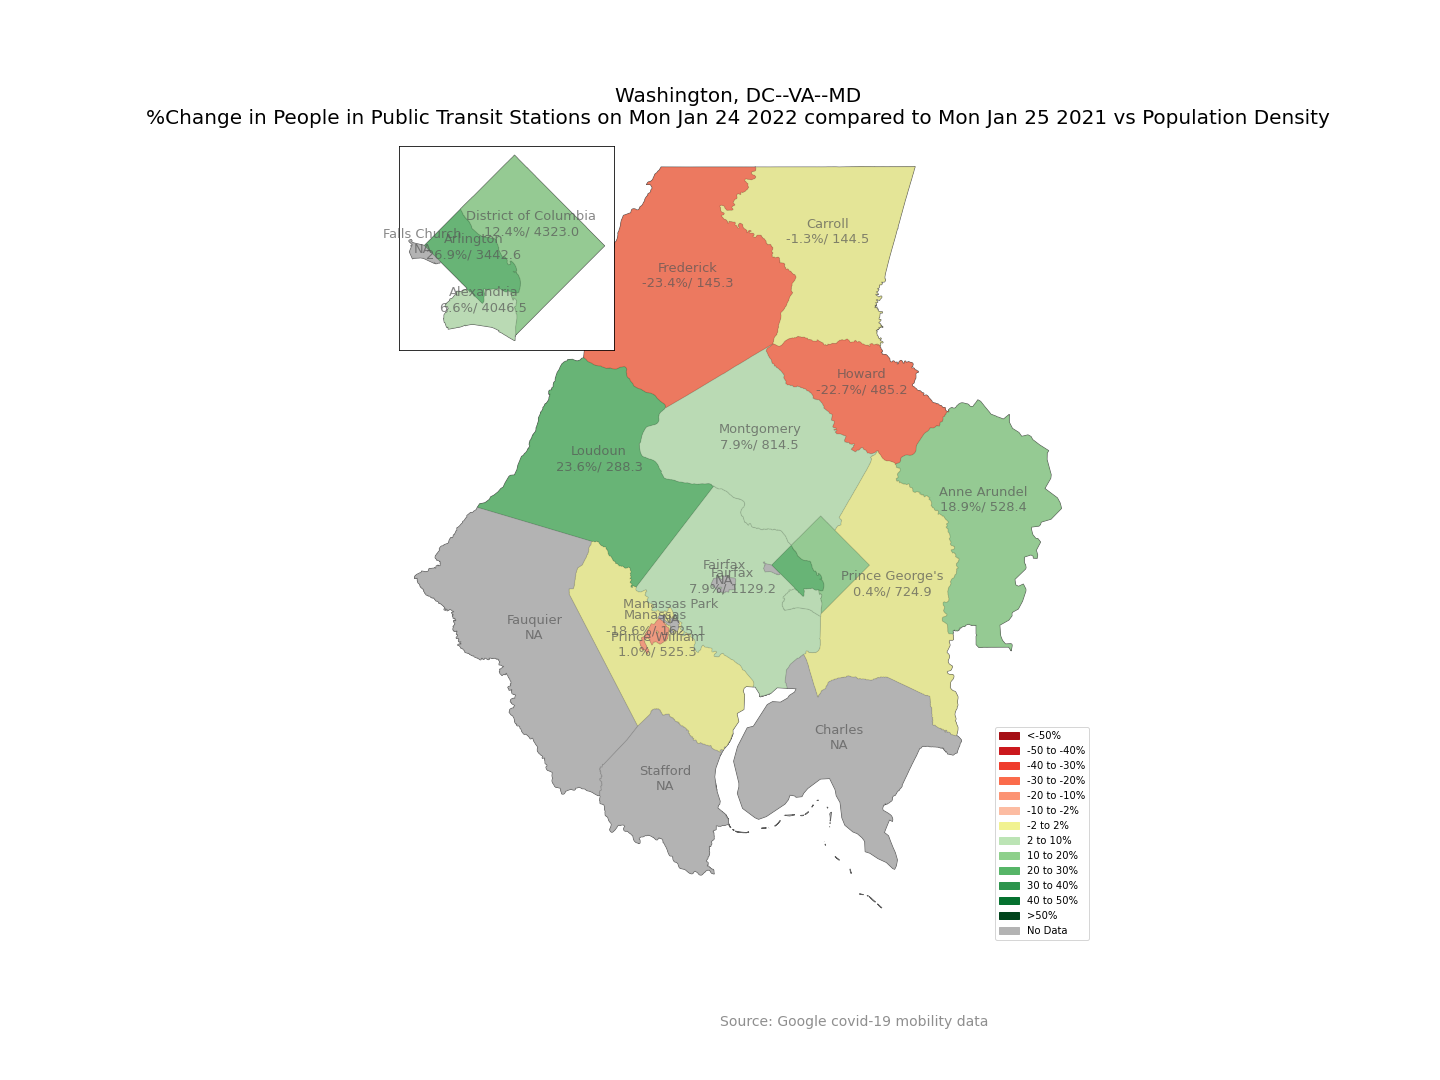 Washington, DC--VA--MD
%Change in People in Public Transit Stations on Mon Jan 24 2022 compared to Mon Jan 25 2021 vs Population Density
District of Columbia
12.4%/ 4323.0
Falls Church
NA
Arlington
26.9%/ 3442.6
Alexandria
6.6%/ 4046.5
Carroll
-1.3%/ 144.5
Frederick
-23.4%/ 145.3
Howard
-22.7%/ 485.2
Montgomery
7.9%/ 814.5
Loudoun
23.6%/ 288.3
Anne Arundel
18.9%/ 528.4
Fairfax
NA
Fairfax
7.9%/ 1129.2
Prince George's
0.4%/ 724.9
Manassas Park
NA
Manassas
-18.6%/ 1625.1
Prince William
1.0%/ 525.3
Fauquier
NA
Charles
NA
Stafford
NA
<-50%
-50 to -40%
-40 to -30%
-30 to -20%
-20 to -10%
-10 to -2%
-2 to 2%
2 to 10%
10 to 20%
20 to 30%
30 to 40%
40 to 50%
>50%
No Data
Source: Google covid-19 mobility data